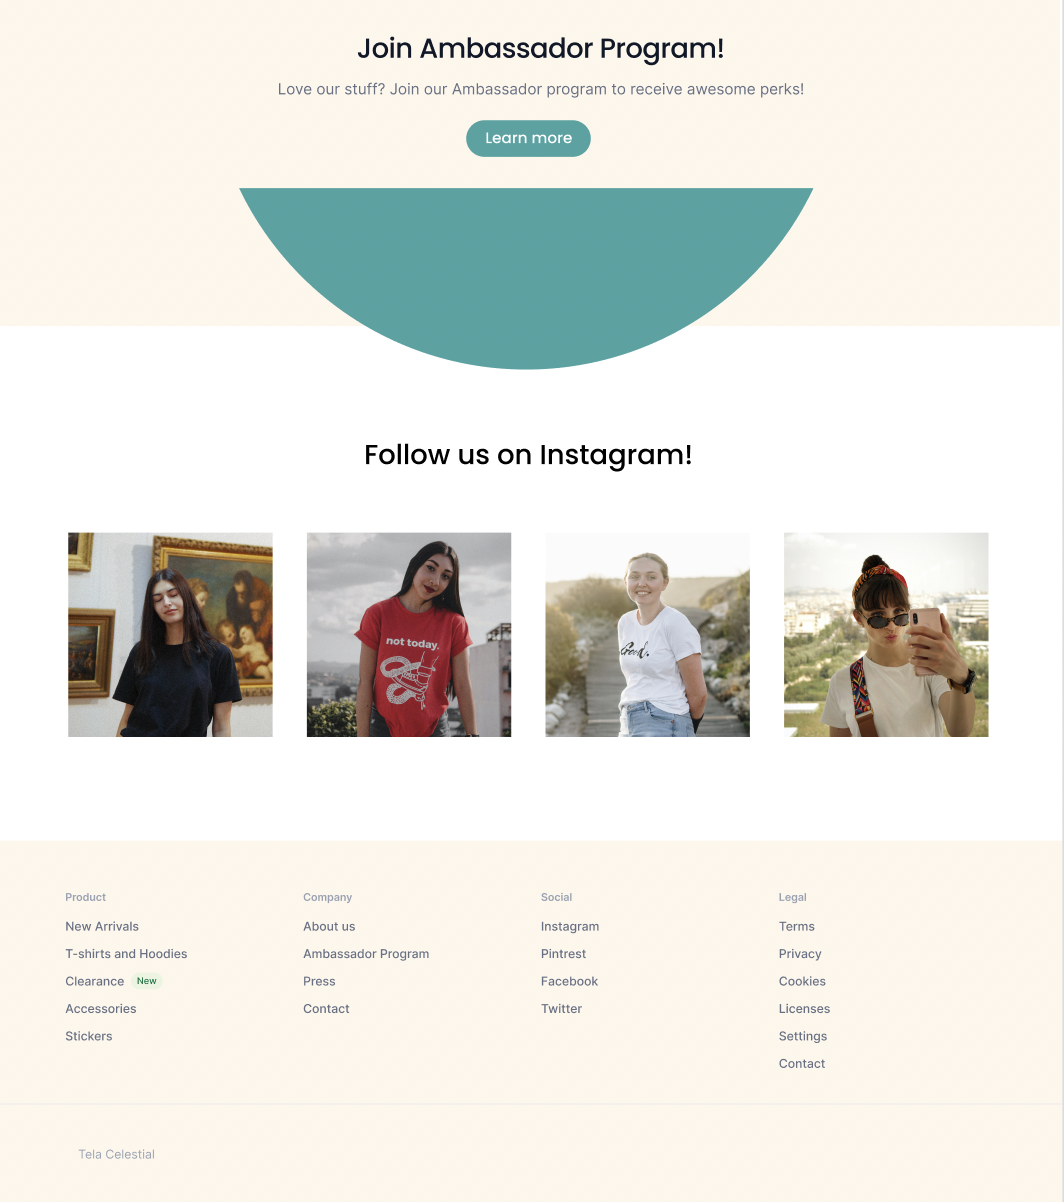 Join Ambassador Program!
Love our stuff? Join our Ambassador program to receive awesome perks!
Learn more
Follow us on Instagram!
not today.
Product
New Arrivals
T-shirts and Hoodies
Clearance New
Accessories
Stickers
Company
About us
Ambassador Program
Press
Contact
Social
Instagram
Pintrest
Facebook
Twitter
Legal
Terms
Privacy
Cookies
Licenses
Settings
Contact
Tela Celestial